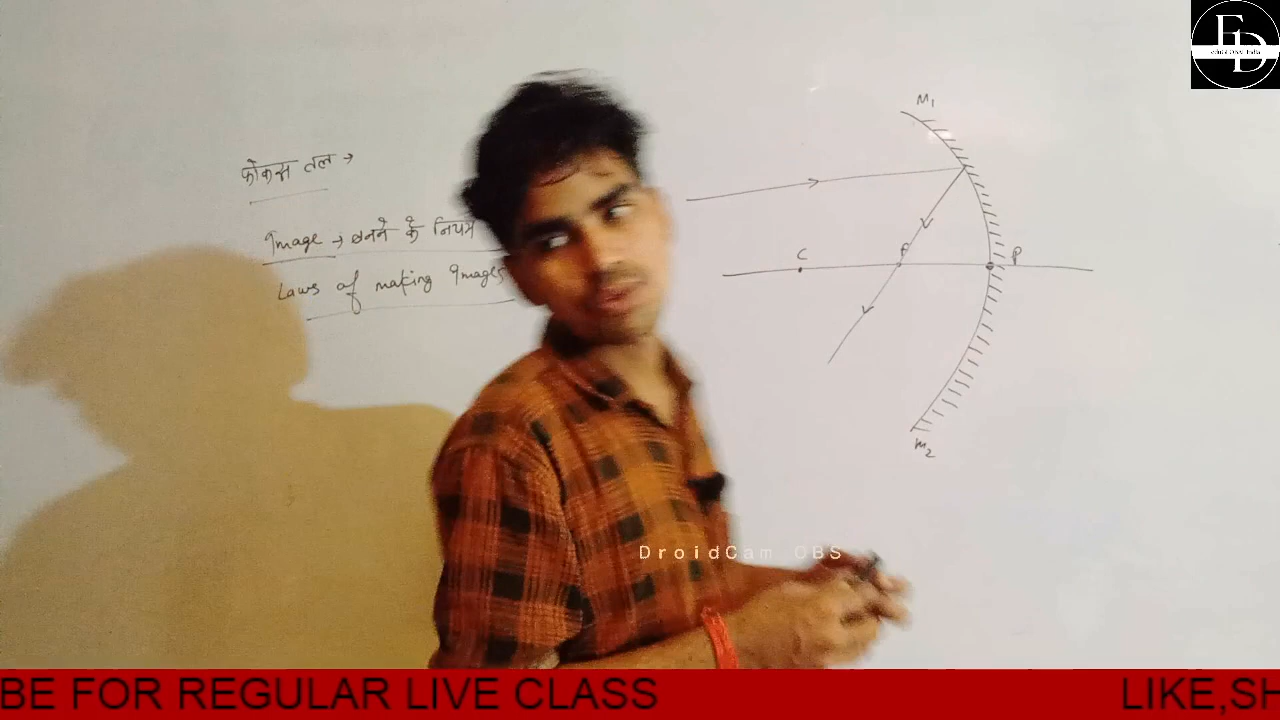 फोकस तल →
Image → बनने के नियम
Laws of making Images
M1
C
F
P
M2
ED
DroidCam OBS
BE FOR REGULAR LIVE CLASS
LIKE,SH